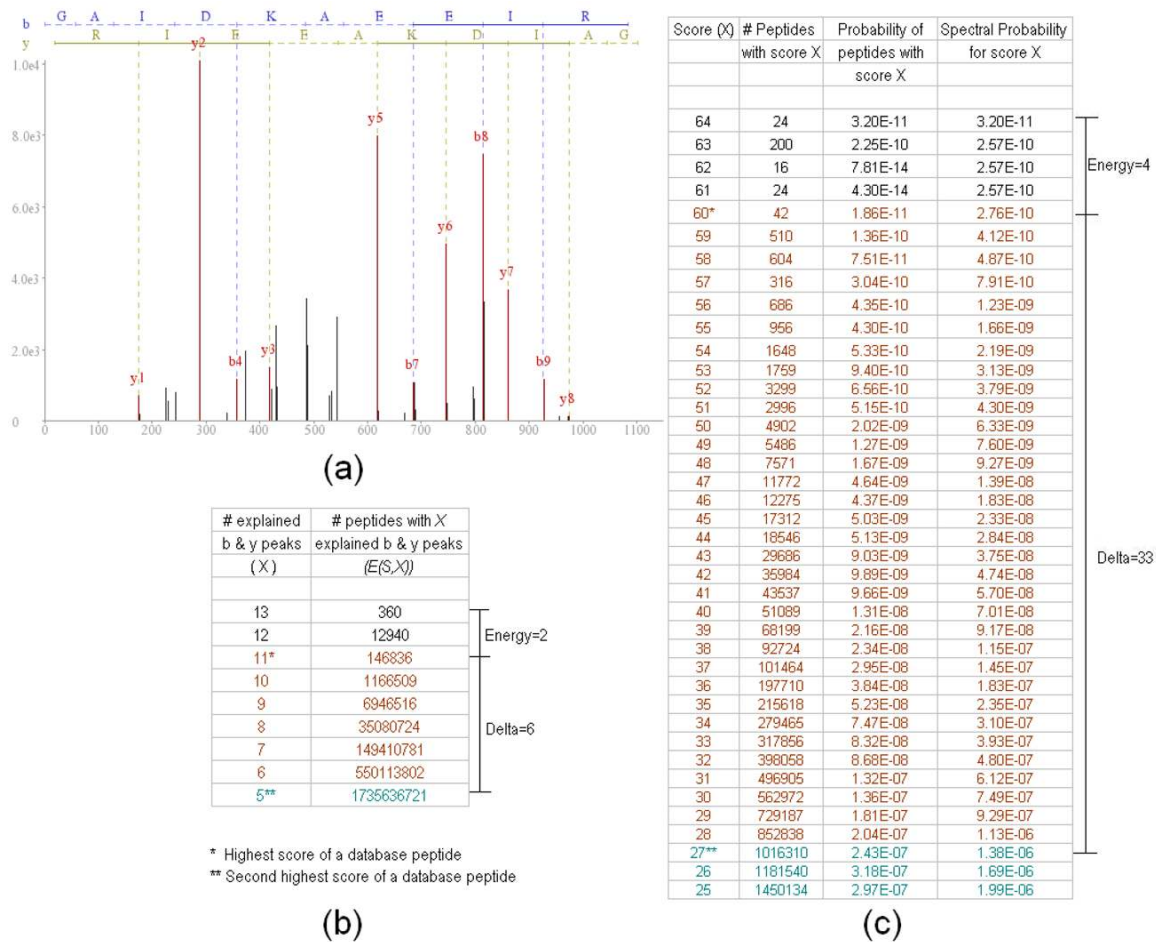 b G A I D K A E E I R
y R I E E A K D I A G
1.0e4
8.0e3
6.0e3
4.0e3
2.0e3
0
y1
y2
b4
y3
y5
b7
y6
b8
y7
b9
y8
0 100 200 300 400 500 600 700 800 900 1000 1100
(a)
# explained # peptides with X
b & y peaks explained b & y peaks
( X ) (E(S,X))
13 360
12 12940
11* 146836
10 1166509
9 6946516
8 35080724
7 149410781
6 550113802
5** 1735636721
Energy=2
Delta=6
* Highest score of a database peptide
** Second highest score of a database peptide
(b)
Score (X) # Peptides Probability of Spectral Probability
with score X peptides with for score X
score X
64 24 3.20E-11 3.20E-11
63 200 2.25E-10 2.57E-10
62 16 7.81E-14 2.57E-10
61 24 4.30E-14 2.57E-10
60* 42 1.86E-11 2.76E-10
59 510 1.36E-10 4.12E-10
58 604 7.51E-11 4.87E-10
57 316 3.04E-10 7.91E-10
56 686 4.35E-10 1.23E-09
55 956 4.30E-10 1.66E-09
54 1648 5.33E-10 2.19E-09
53 1759 9.40E-10 3.13E-09
52 3299 6.56E-10 3.79E-09
51 2996 5.15E-10 4.30E-09
50 4902 2.02E-09 6.33E-09
49 5486 1.27E-09 7.60E-09
48 7571 1.67E-09 9.27E-09
47 11772 4.64E-09 1.39E-08
46 12275 4.37E-09 1.83E-08
45 17312 5.03E-09 2.33E-08
44 18546 5.13E-09 2.84E-08
43 29686 9.03E-09 3.75E-08
42 35984 9.89E-09 4.74E-08
41 43537 9.66E-09 5.70E-08
40 51089 1.31E-08 7.01E-08
39 68199 2.16E-08 9.17E-08
38 92724 2.34E-08 1.15E-07
37 101464 2.95E-08 1.45E-07
36 197710 3.84E-08 1.83E-07
35 215618 5.23E-08 2.35E-07
34 279465 7.47E-08 3.10E-07
33 317856 8.32E-08 3.93E-07
32 398058 8.68E-08 4.80E-07
31 496905 1.32E-07 6.12E-07
30 562972 1.36E-07 7.49E-07
29 729187 1.81E-07 9.29E-07
28 852838 2.04E-07 1.13E-06
27** 1016310 2.43E-07 1.38E-06
26 1181540 3.18E-07 1.69E-06
25 1450134 2.97E-07 1.99E-06
Energy=4
Delta=33
(c)